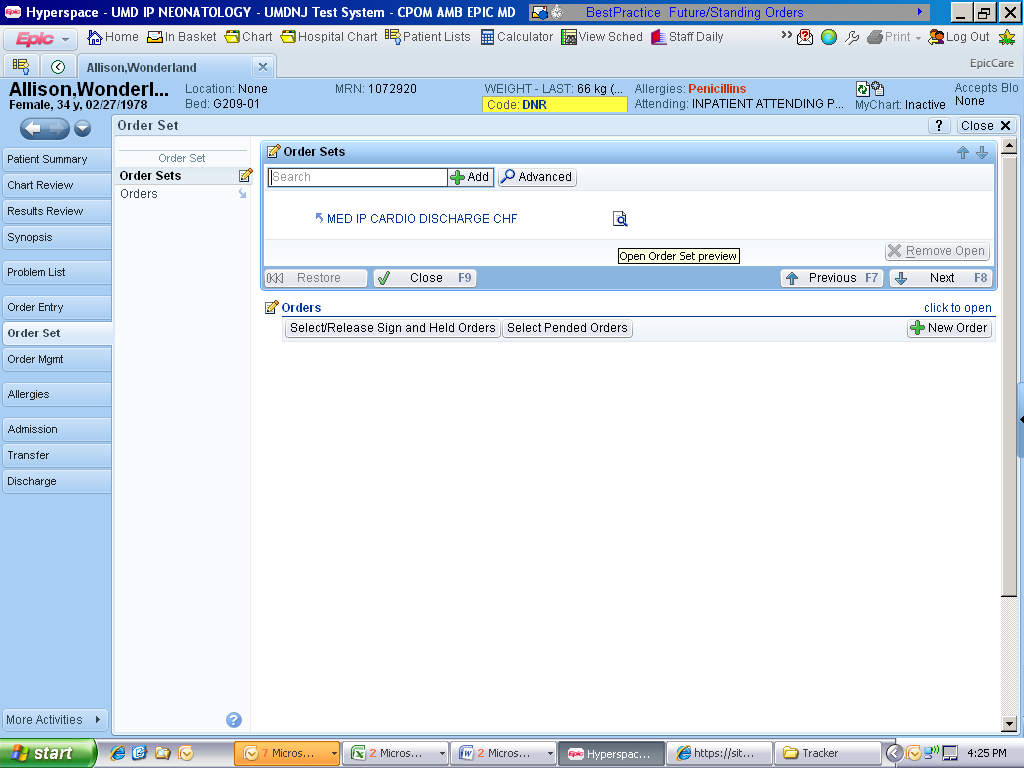 Hyperspace - UMD IP NEONATOLOGY - UMDNJ Test System - CPOM AMB EPIC MD
BestPractice Future/Standing Orders
Epic Home In Basket Chart Hospital Chart Patient Lists Calculator View Sched Staff Daily » Print Log Out
Allison,Wonderland
EpicCare
Allison,Wonderl...
Female, 34 y, 02/27/1978
Location: None
Bed: G209-01
MRN: 1072920
WEIGHT - LAST: 66 kg (...
Code: DNR
Allergies: Penicillins
Attending: INPATIENT ATTENDING P...
MyChart: Inactive
Accepts Blo
None
Order Set
? Close X
Patient Summary
Chart Review
Results Review
Synopsis
Problem List
Order Entry
Order Set
Order Mgmt
Allergies
Admission
Transfer
Discharge
More Activities
Order Set
Order Sets
Orders
?
Order Sets
Search Add Advanced
MED IP CARDIO DISCHARGE CHF
Open Order Set preview
Remove Open
Restore Close F9 Previous F7 Next F8
Orders click to open
Select/Release Sign and Held Orders Select Pended Orders New Order
start 7 Micros... 2 Micros... 2 Micros... Hyperspac... https://sit... Tracker 4:25 PM